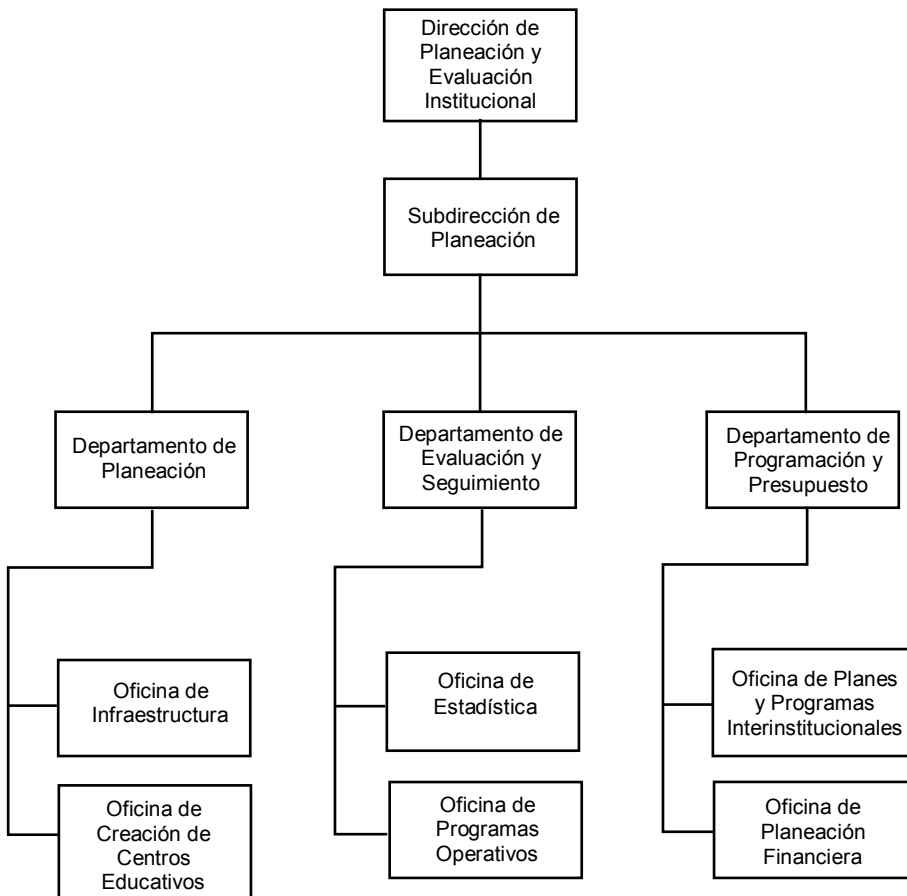 Dirección de
Planeación y
Evaluación
Institucional
Subdirección de
Planeación
Departamento de
Planeación
Departamento de
Evaluación y
Seguimiento
Departamento de
Programación y
Presupuesto
Oficina de
Infraestructura
Oficina de
Estadística
Oficina de Planes
y Programas
Interinstitucionales
Oficina de
Creación de
Centros
Educativos
Oficina de
Programas
Operativos
Oficina de
Planeación
Financiera